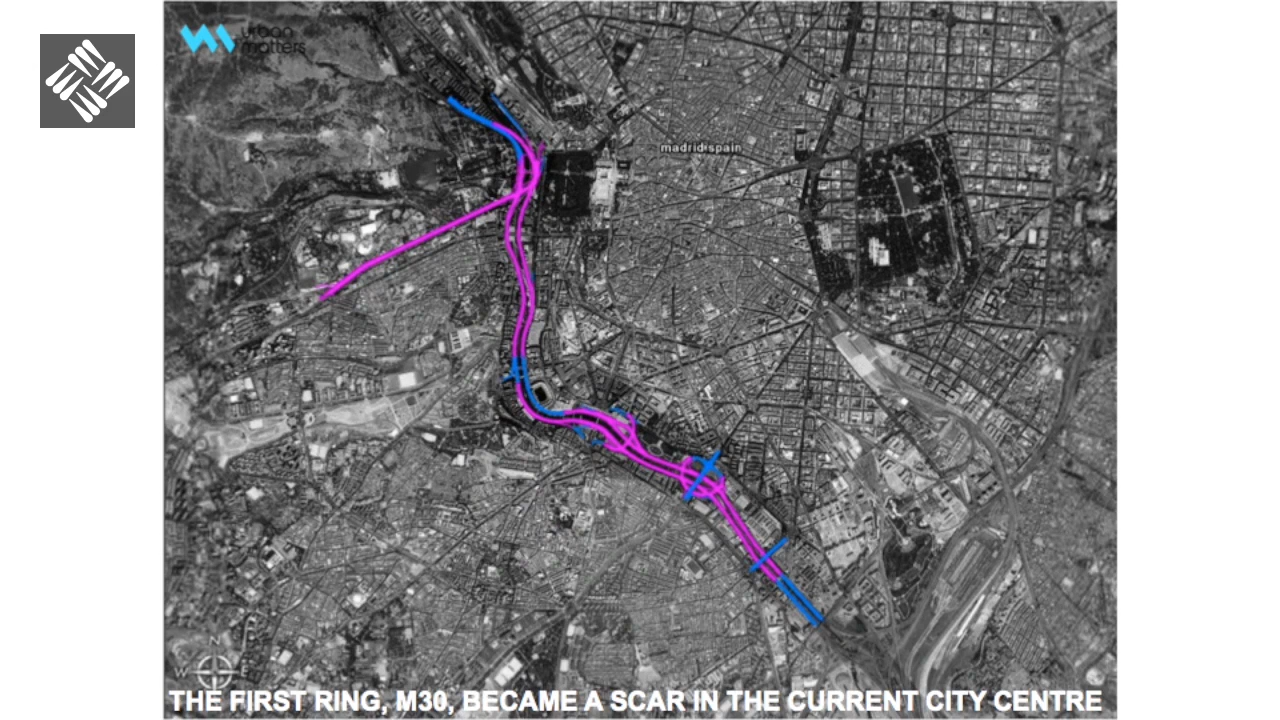 urban
matters
madrid spain
N
W
E
THE FIRST RING, M30, BECAME A SCAR IN THE CURRENT CITY CENTRE